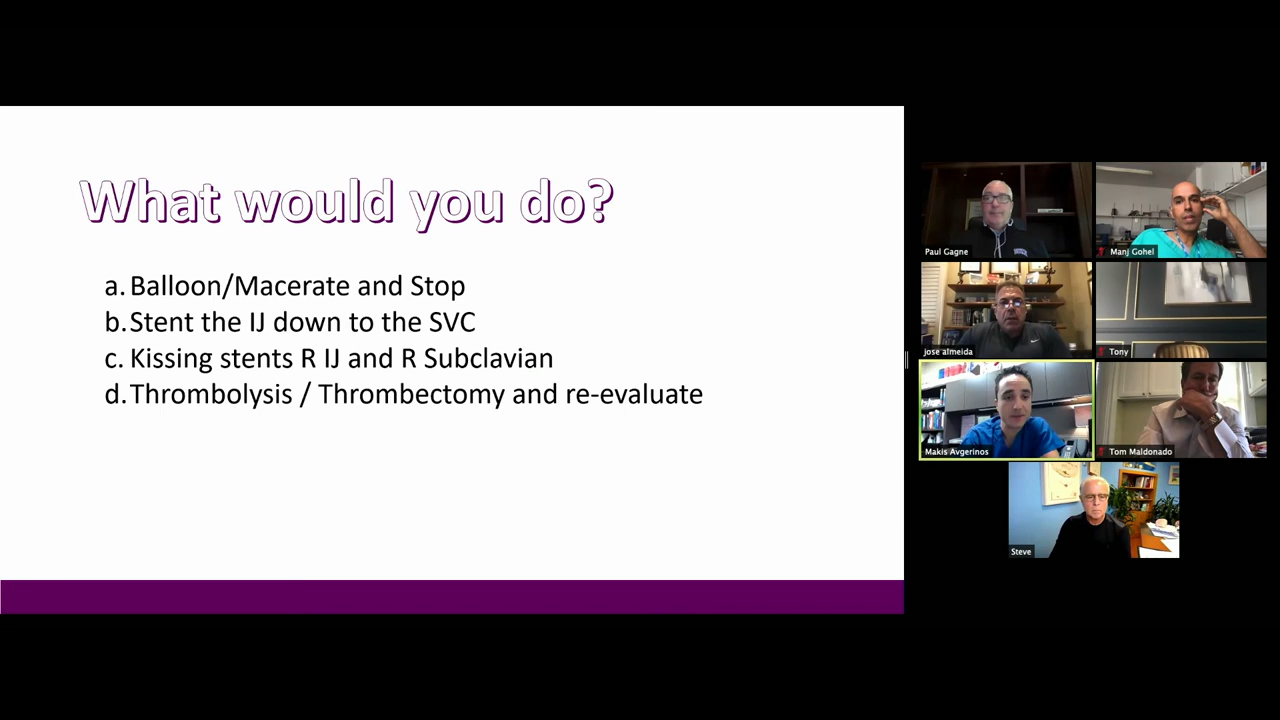 What would you do?
a. Balloon/Macerate and Stop
b. Stent the IJ down to the SVC
c. Kissing stents R IJ and R Subclavian
d. Thrombolysis / Thrombectomy and re-evaluate
Paul Gagne
Manj Gohel
jose almeida
Tony
Makis Avgerinos
Tom Maldonado
Steve